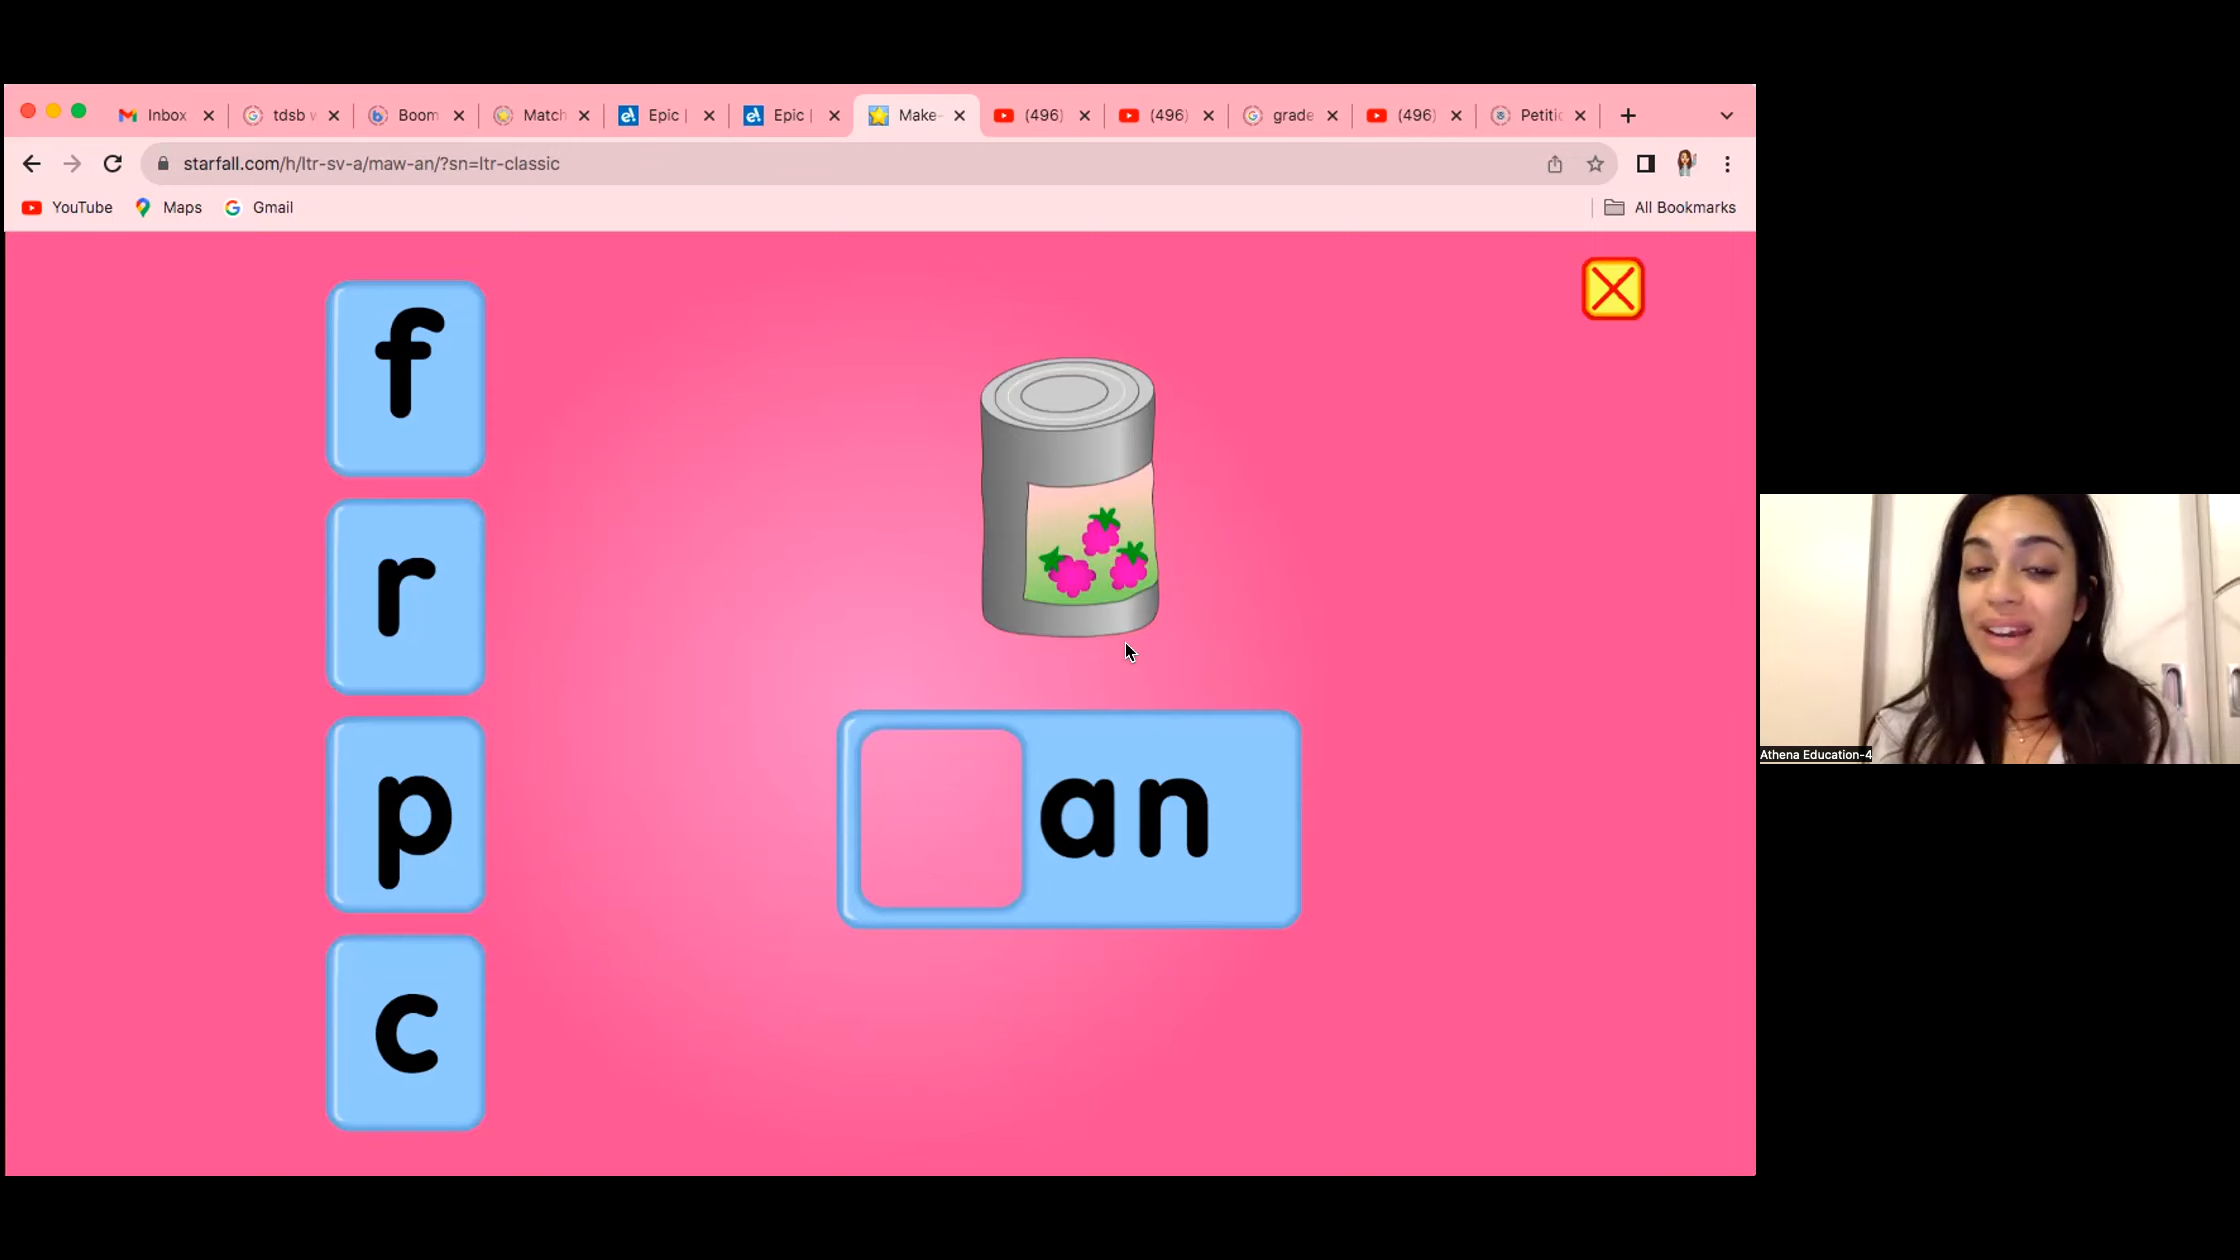 Inbox
tdsb w
Boom
Match
Epic |
Epic |
Make-
(496)
(496)
grade
(496)
Petitic
starfall.com/h/ltr-sv-a/maw-an/?sn=ltr-classic
YouTube
Maps
Gmail
All Bookmarks
f
r
p
c
an
Athena Education-4